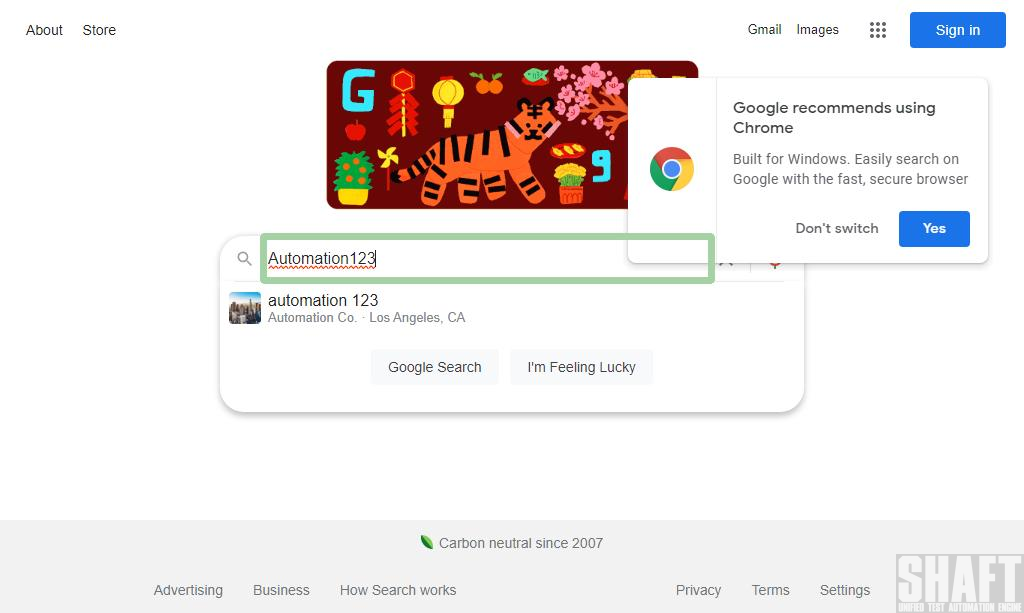 About Store Gmail Images Sign in
G
g
Google recommends using
Chrome
Built for Windows. Easily search on
Google with the fast, secure browser
Don't switch Yes
Automation123
automation 123
Automation Co. · Los Angeles, CA
Google Search I'm Feeling Lucky
Carbon neutral since 2007
Advertising Business How Search works Privacy Terms Settings
SHAFT
UNIFIED TEST AUTOMATION ENGINE